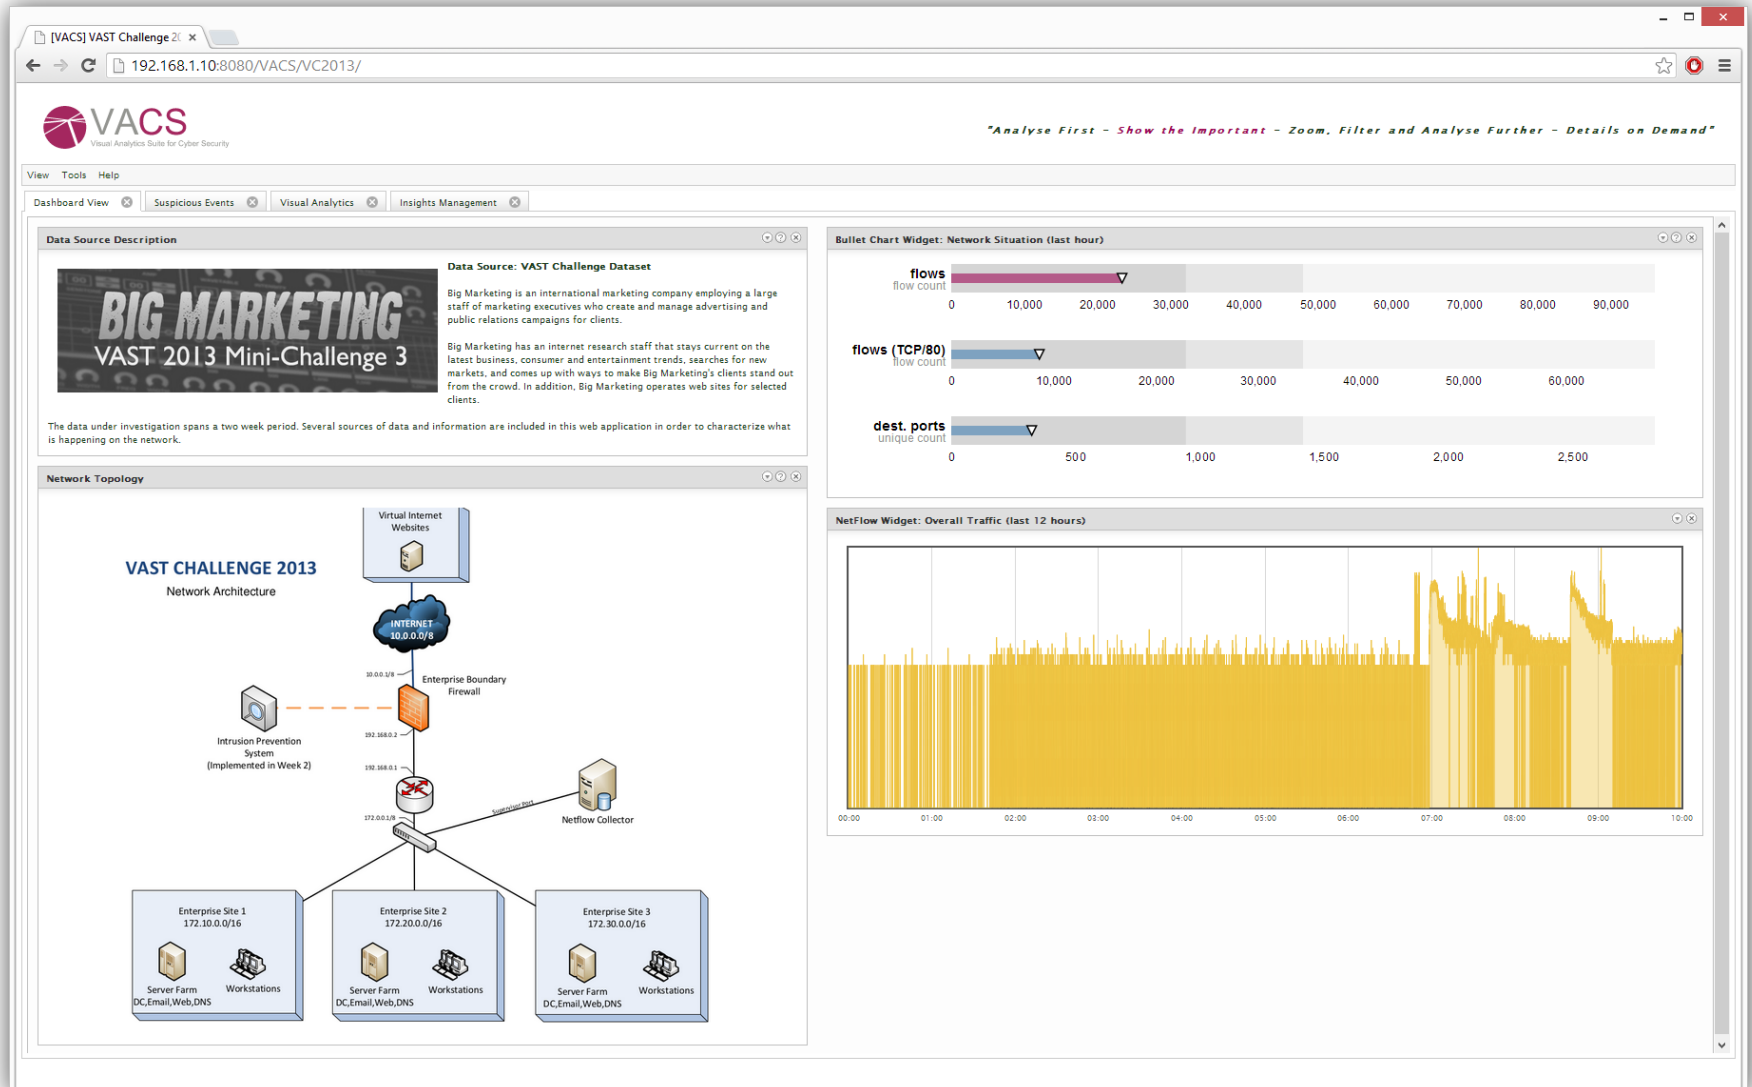 [VACS] VAST Challenge 20
192.168.1.10:8080/VACS/VC2013/
VACS
Visual Analytics Suite for Cyber Security
"Analyse First - Show the Important - Zoom, Filter and Analyse Further - Details on Demand"
View Tools Help
Dashboard View Suspicious Events Visual Analytics Insights Management
Data Source Description
BIG MARKETING
VAST 2013 Mini-Challenge 3
Data Source: VAST Challenge Dataset
Big Marketing is an international marketing company employing a large
staff of marketing executives who create and manage advertising and
public relations campaigns for clients.
Big Marketing has an internet research staff that stays current on the
latest business, consumer and entertainment trends, searches for new
markets, and comes up with ways to make Big Marketing's clients stand out
from the crowd. In addition, Big Marketing operates web sites for selected
clients.
The data under investigation spans a two week period. Several sources of data and information are included in this web application in order to characterize what
is happening on the network.
Network Topology
VAST CHALLENGE 2013
Network Architecture
Virtual Internet
Websites
INTERNET
10.0.0.0/8
10.0.0.1/8
Enterprise Boundary
Firewall
192.168.0.2
Intrusion Prevention
System
(Implemented in Week 2)
192.168.0.1
172.0.0.1/8
Supervisor Port
Netflow Collector
Enterprise Site 1
172.10.0.0/16
Server Farm
DC,Email,Web,DNS
Workstations
Enterprise Site 2
172.20.0.0/16
Server Farm
DC,Email,Web,DNS
Workstations
Enterprise Site 3
172.30.0.0/16
Server Farm
DC,Email,Web,DNS
Workstations
Bullet Chart Widget: Network Situation (last hour)
flows
flow count
0 10,000 20,000 30,000 40,000 50,000 60,000 70,000 80,000 90,000
flows (TCP/80)
flow count
0 10,000 20,000 30,000 40,000 50,000 60,000
dest. ports
unique count
0 500 1,000 1,500 2,000 2,500
NetFlow Widget: Overall Traffic (last 12 hours)
00:00 01:00 02:00 03:00 04:00 05:00 06:00 07:00 08:00 09:00 10:00